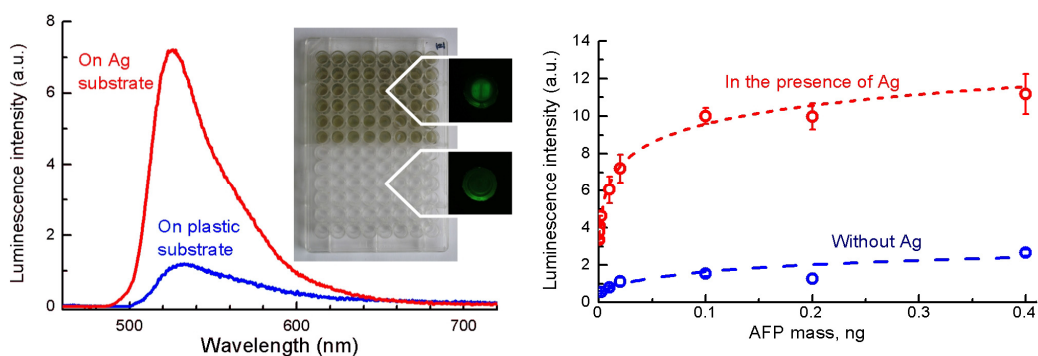 Luminescence intensity (a.u.)
8
6
4
2
0
On Ag
substrate
On plastic
substrate
500
600
700
Wavelength (nm)
Luminescence intensity (a.u.)
14
12
10
8
6
4
2
0
In the presence of Ag
Without Ag
0
0.1
0.2
0.3
0.4
AFP mass, ng